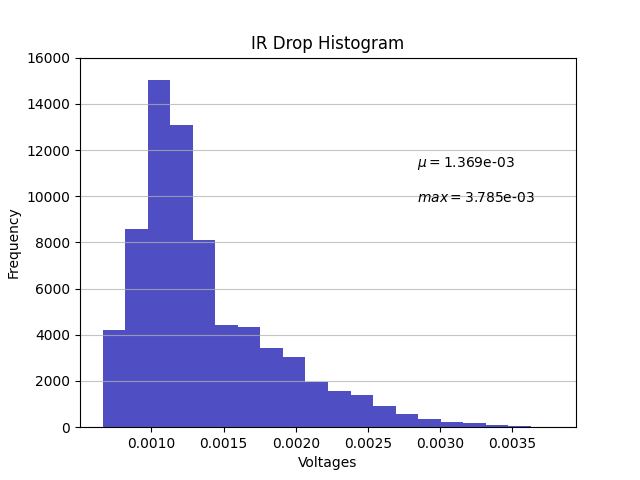 IR Drop Histogram
16000
14000
12000
10000
8000
6000
4000
2000
0
Frequency
μ = 1.369e-03
max = 3.785e-03
0.0010 0.0015 0.0020 0.0025 0.0030 0.0035
Voltages